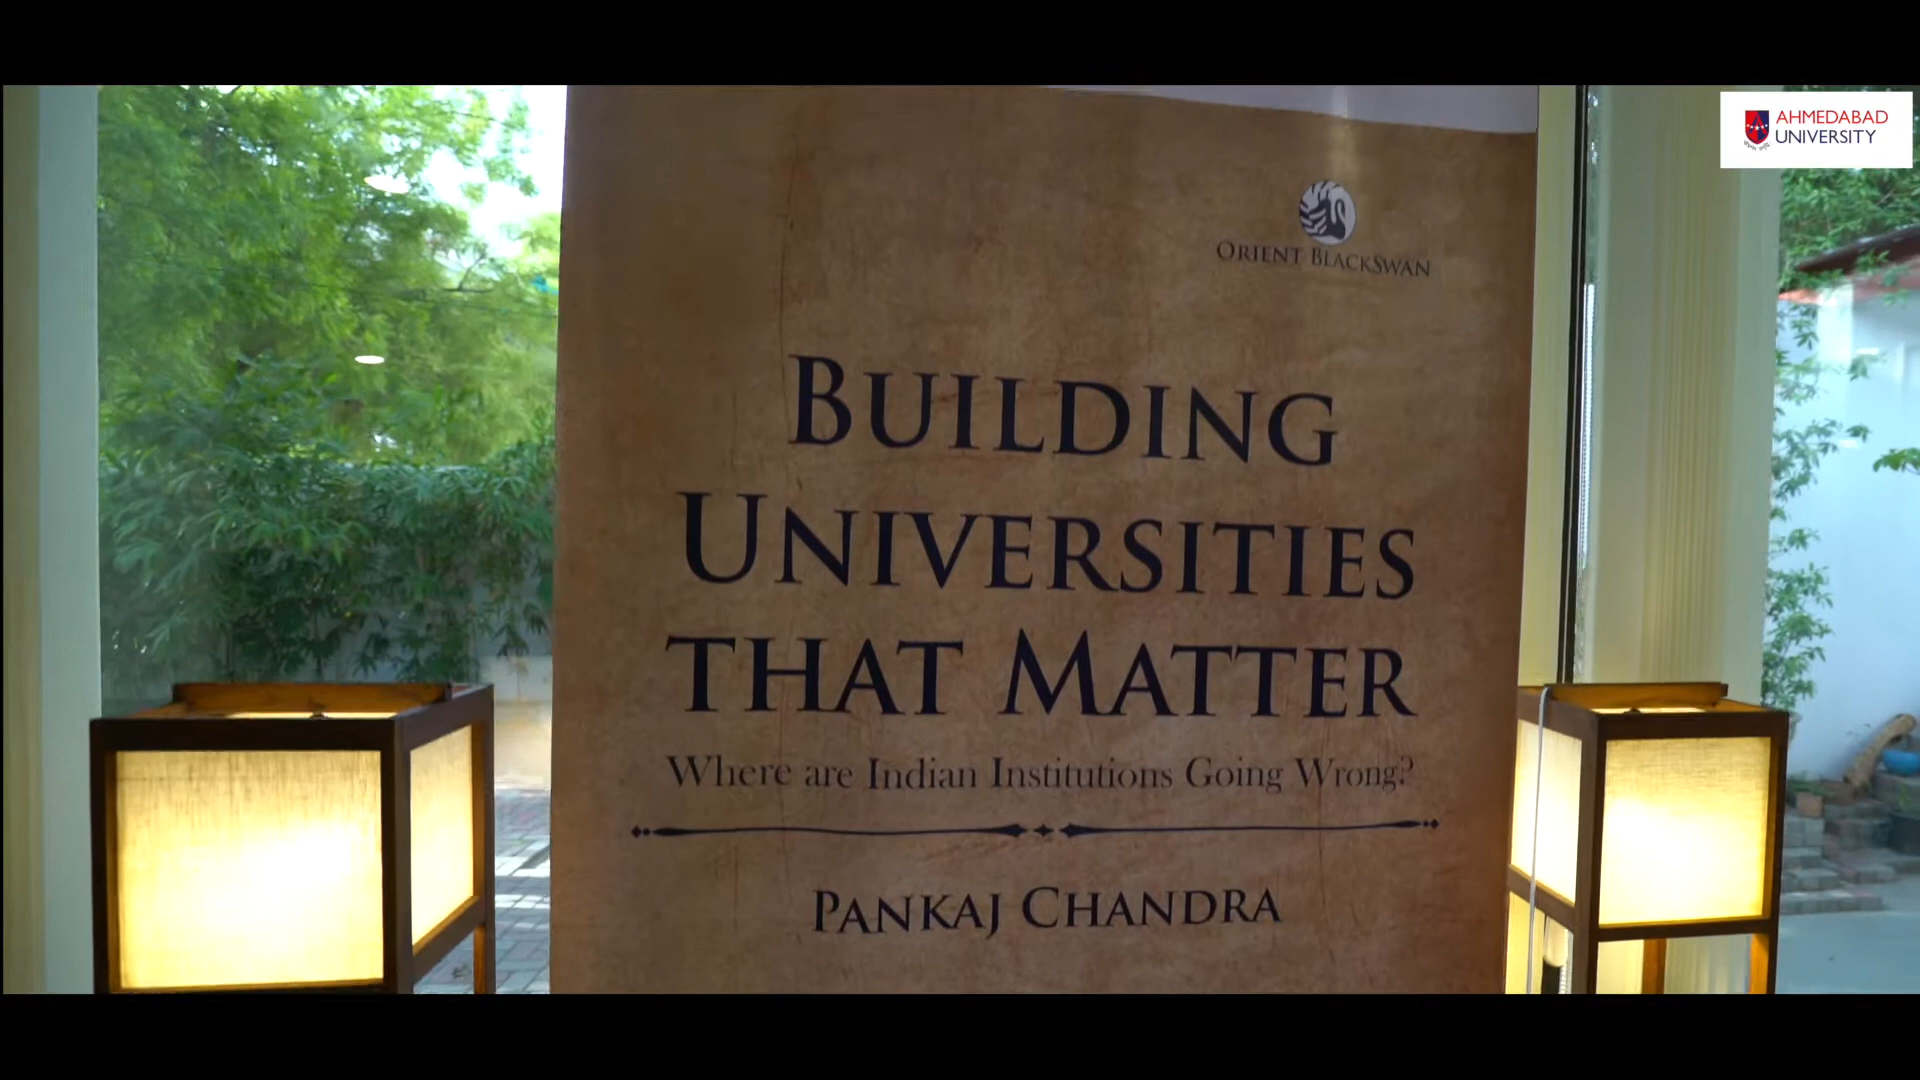 AHMEDABAD
UNIVERSITY
ORIENT BLACKSWAN
BUILDING
UNIVERSITIES
THAT MATTER
Where are Indian Institutions Going Wrong?
PANKAJ CHANDRA